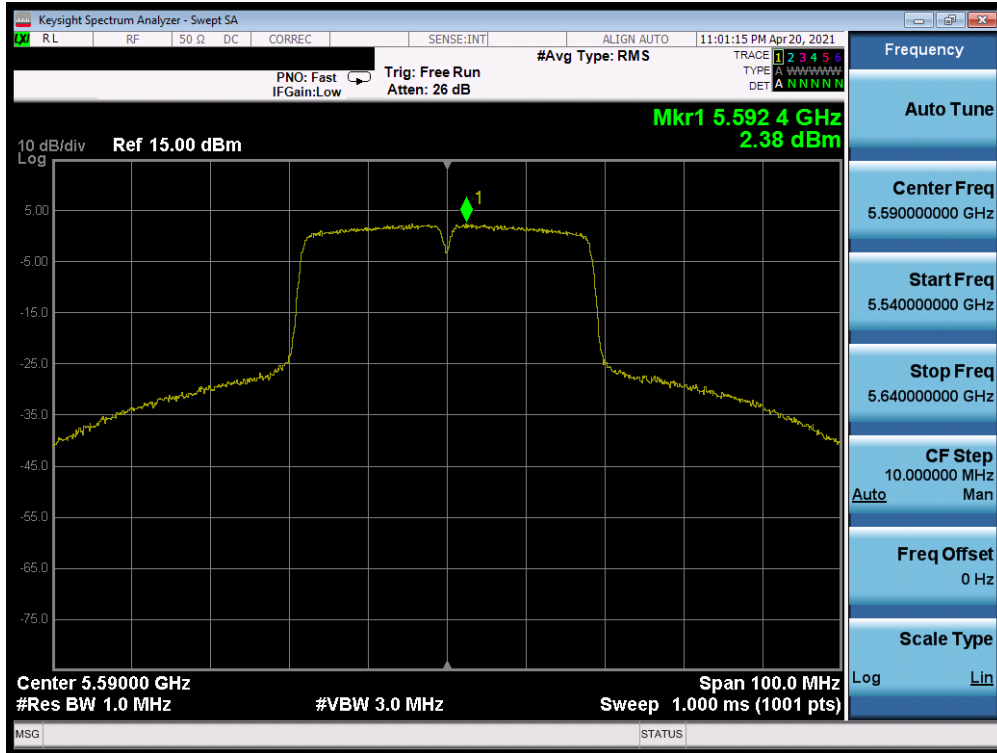 Keysight Spectrum Analyzer - Swept SA
LXI RL RF 50 Ω DC CORREC SENSE:INT ALIGN AUTO 11:01:15 PM Apr 20, 2021
#Avg Type: RMS
TRACE 1 2 3 4 5 6
PNO: Fast Trig: Free Run
TYPE A WWWWW
IFGain:Low Atten: 26 dB
DET A N N N N N
Mkr1 5.592 4 GHz
2.38 dBm
10 dB/div Ref 15.00 dBm
Log
1
5.00
-5.00
-15.0
-25.0
-35.0
-45.0
-55.0
-65.0
-75.0
Center 5.59000 GHz Span 100.0 MHz
#Res BW 1.0 MHz #VBW 3.0 MHz Sweep 1.000 ms (1001 pts)
MSG STATUS
Frequency
Auto Tune
Center Freq
5.590000000 GHz
Start Freq
5.540000000 GHz
Stop Freq
5.640000000 GHz
CF Step
10.000000 MHz
Auto Man
Freq Offset
0 Hz
Scale Type
Log Lin